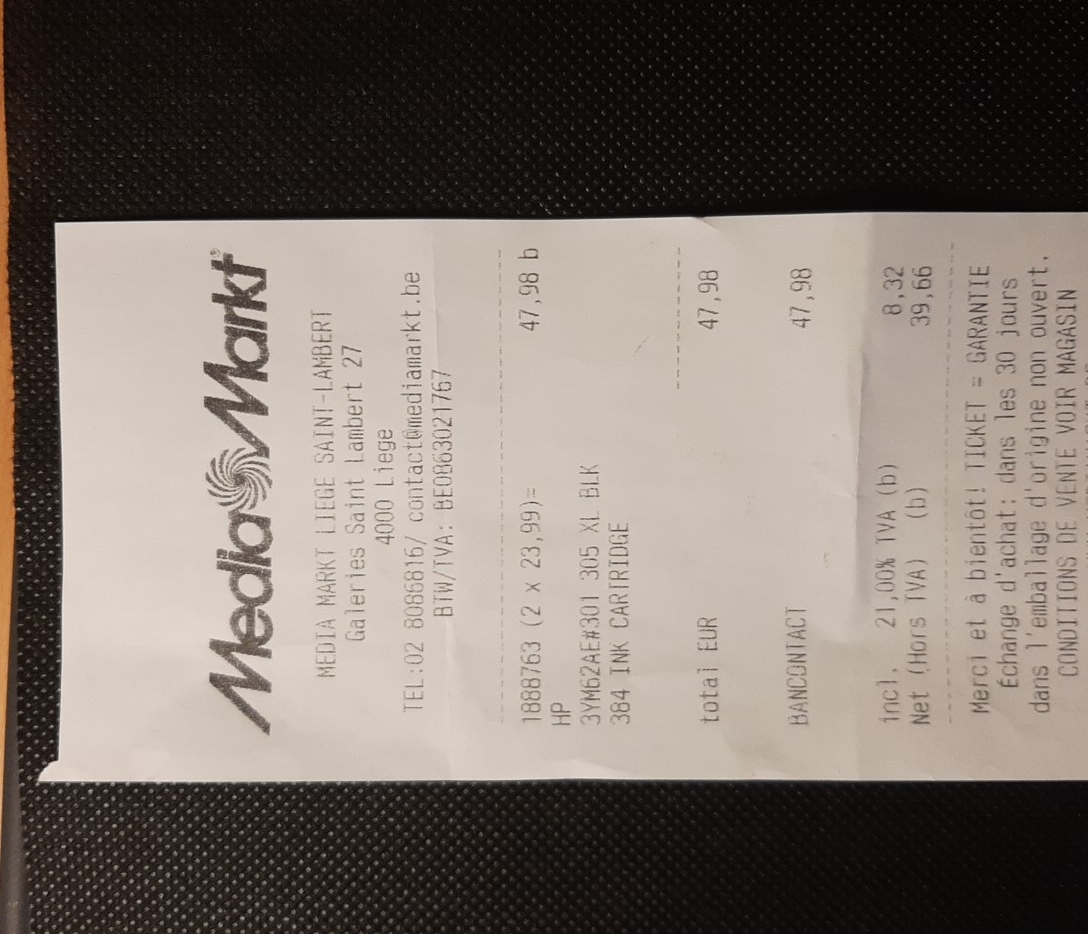 MediaMarkt®
MEDIA MARKT LIEGE SAINT-LAMBERT
Galeries Saint Lambert 27
4000 Liege
TEL:02 8086816/ contact@mediamarkt.be
BTW/TVA: BE0863021767
1888763 (2 x 23,99)= 47,98 b
HP
3YM62AE#301 305 XL BLK
384 INK CARTRIDGE
total EUR 47,98
BANCONTACT 47,98
incl. 21,00% TVA (b) 8,32
Net (Hors TVA) (b) 39,66
Merci et à bientôt! TICKET = GARANTIE
Echange d'achat: dans les 30 jours
dans l'emballage d'origine non ouvert.
CONDITIONS DE VENTE VOIR MAGASIN